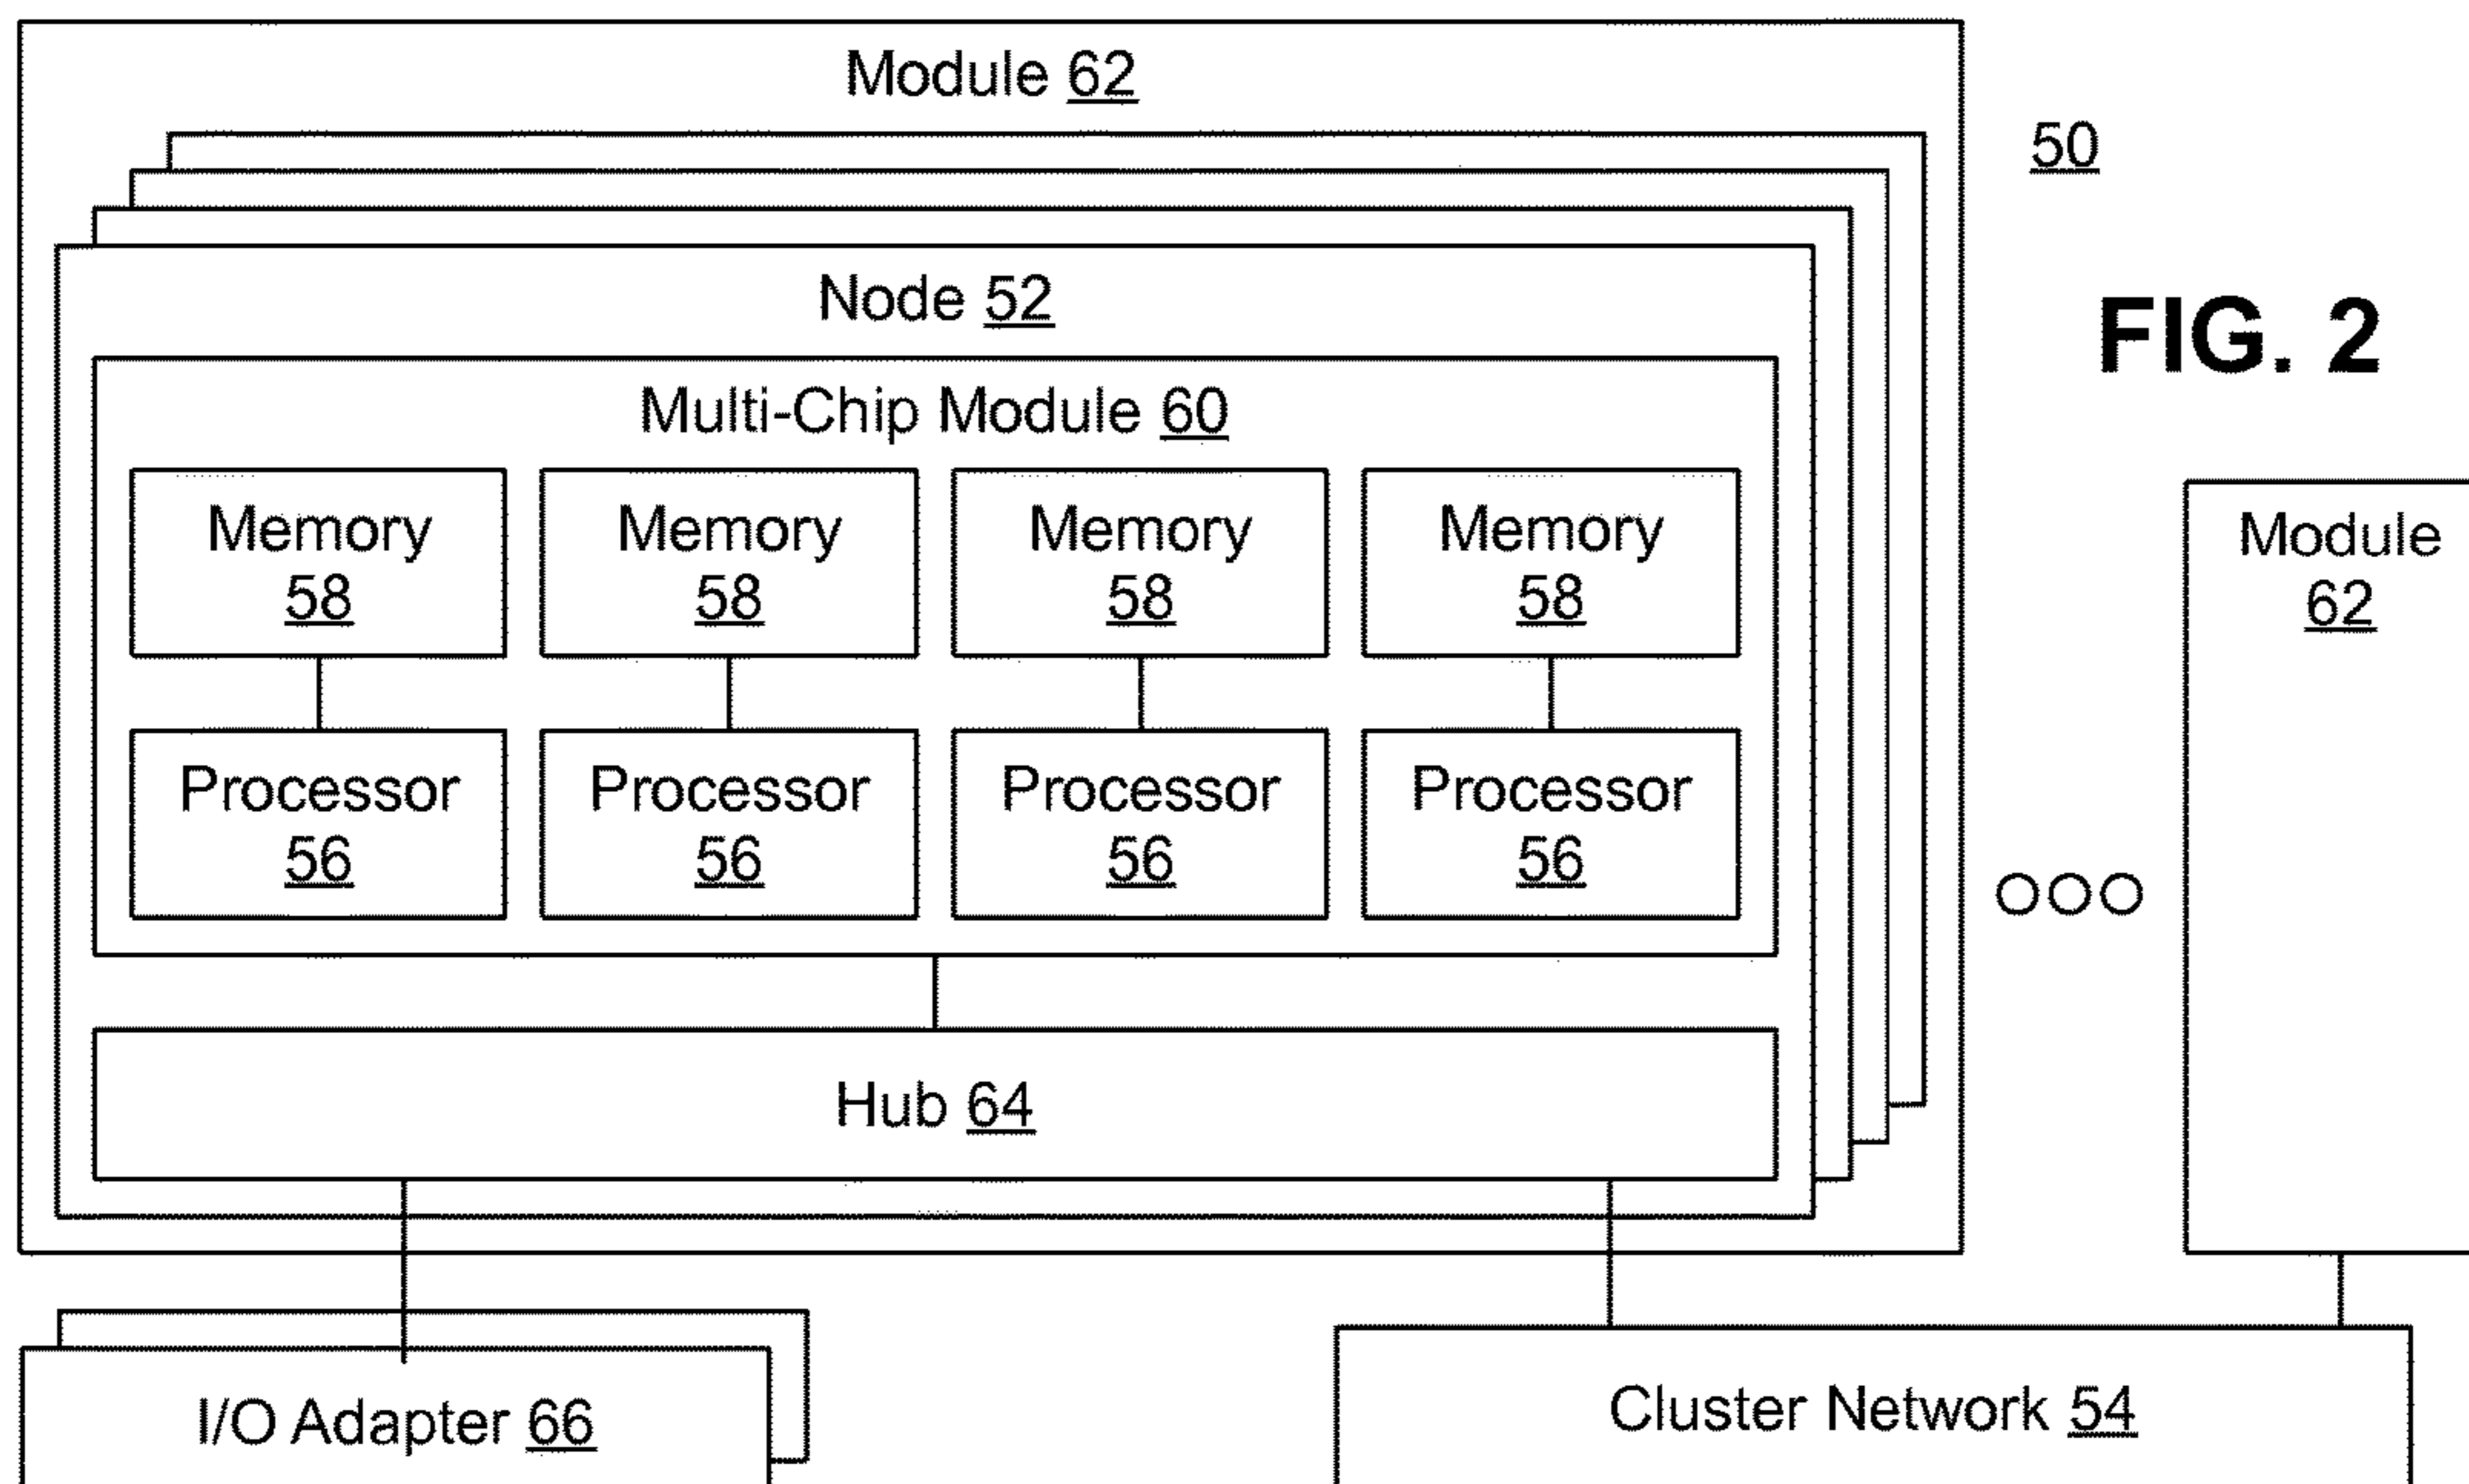 Module 62
50
FIG. 2
Node 52
Multi-Chip Module 60
Memory
58
Memory
58
Memory
58
Memory
58
Processor
56
Processor
56
Processor
56
Processor
56
Module
62
Hub 64
I/O Adapter 66
Cluster Network 54